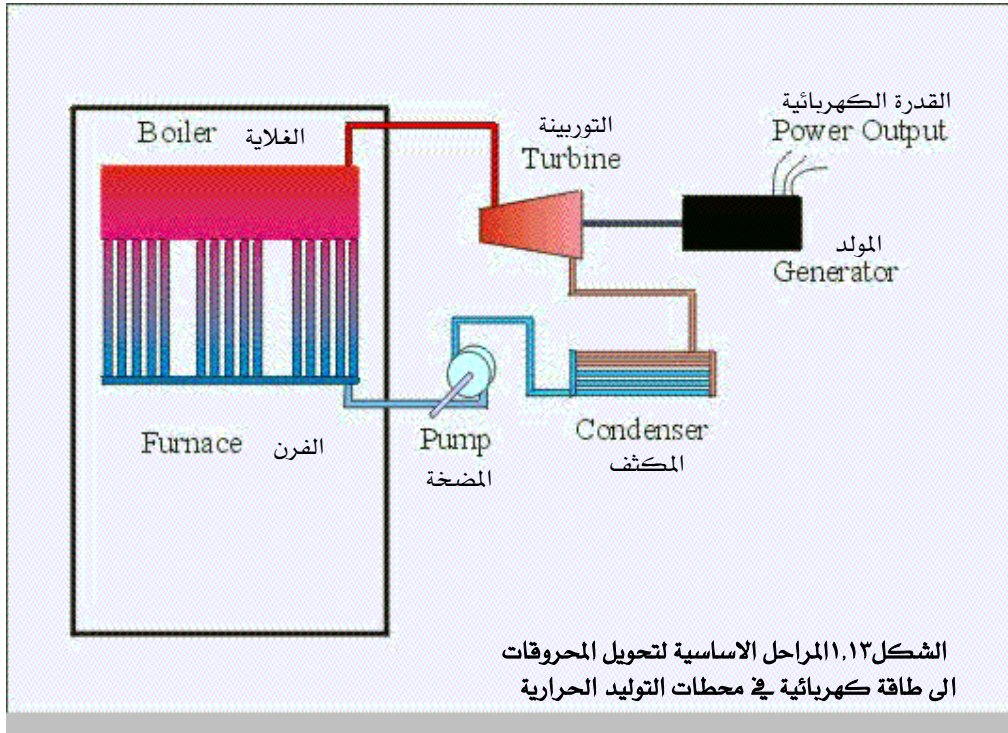 القدرة الكهربائية
Power Output
التوربينة
Turbine
Boiler الغلاية
المولد
Generator
Furnace الفرن
Pump
المضخة
Condenser
المكثف
الشكل١,١٣المراحل الاساسية لتحويل المحروقات
الى طاقة كهربائية في محطات التوليد الحرارية